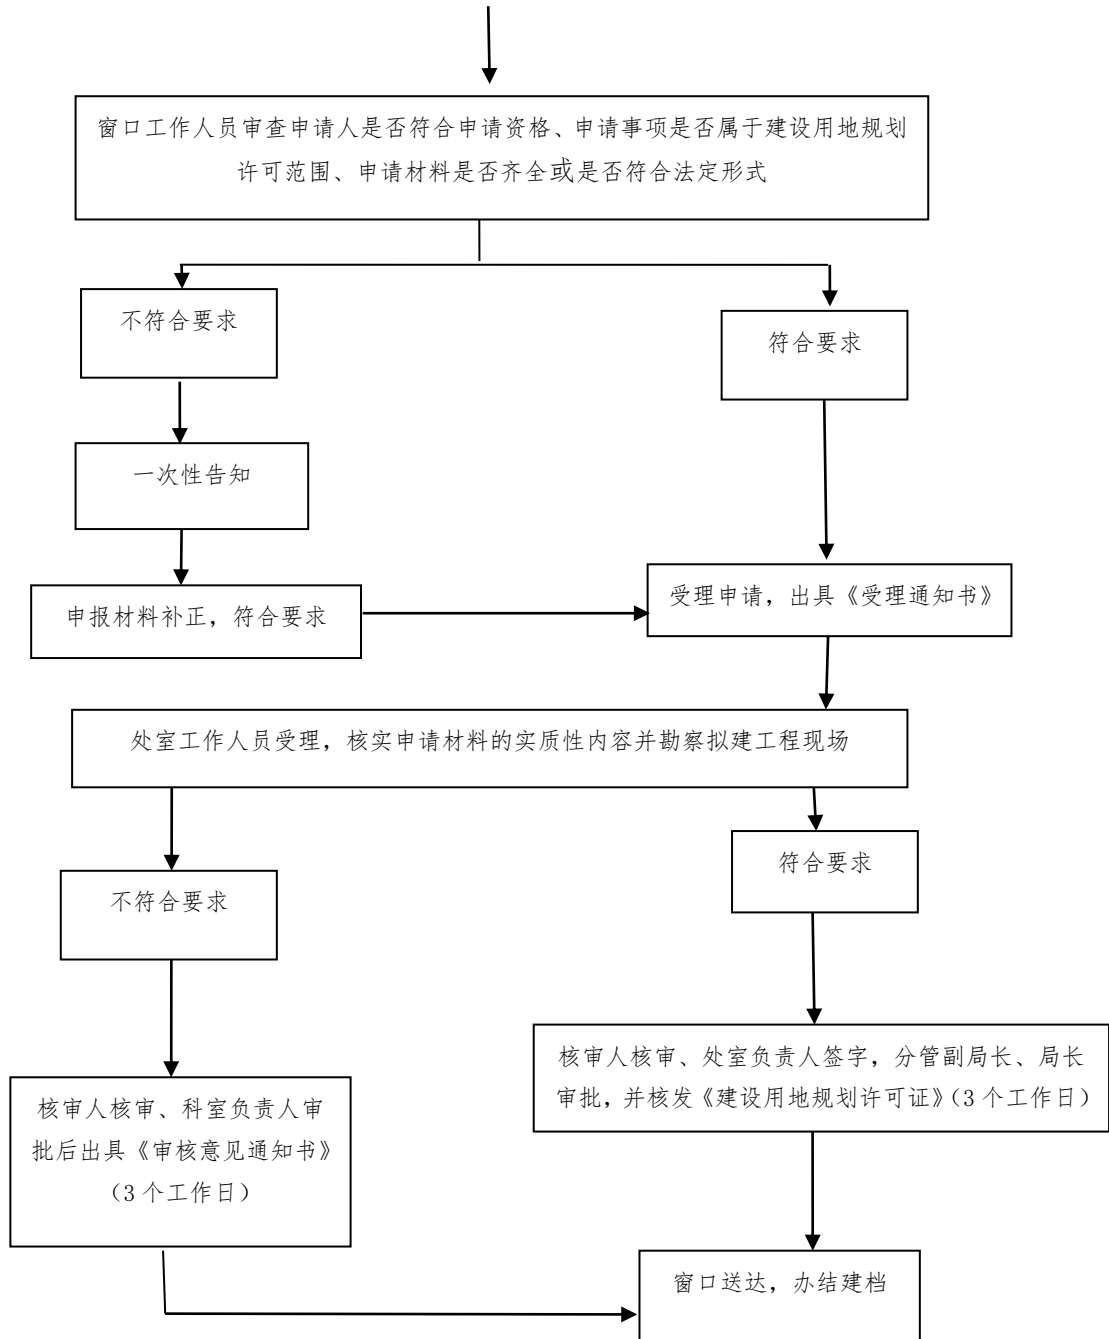 窗口工作人员审查申请人是否符合申请资格、申请事项是否属于建设用地规划
许可范围、申请材料是否齐全或是否符合法定形式
不符合要求
符合要求
一次性告知
申报材料补正，符合要求
受理申请，出具《受理通知书》
处室工作人员受理，核实申请材料的实质性内容并勘察拟建工程现场
不符合要求
符合要求
核审人核审、科室负责人审
批后出具《审核意见通知书》
（3 个工作日）
核审人核审、处室负责人签字，分管副局长、局长
审批，并核发《建设用地规划许可证》（3 个工作日）
窗口送达，办结建档